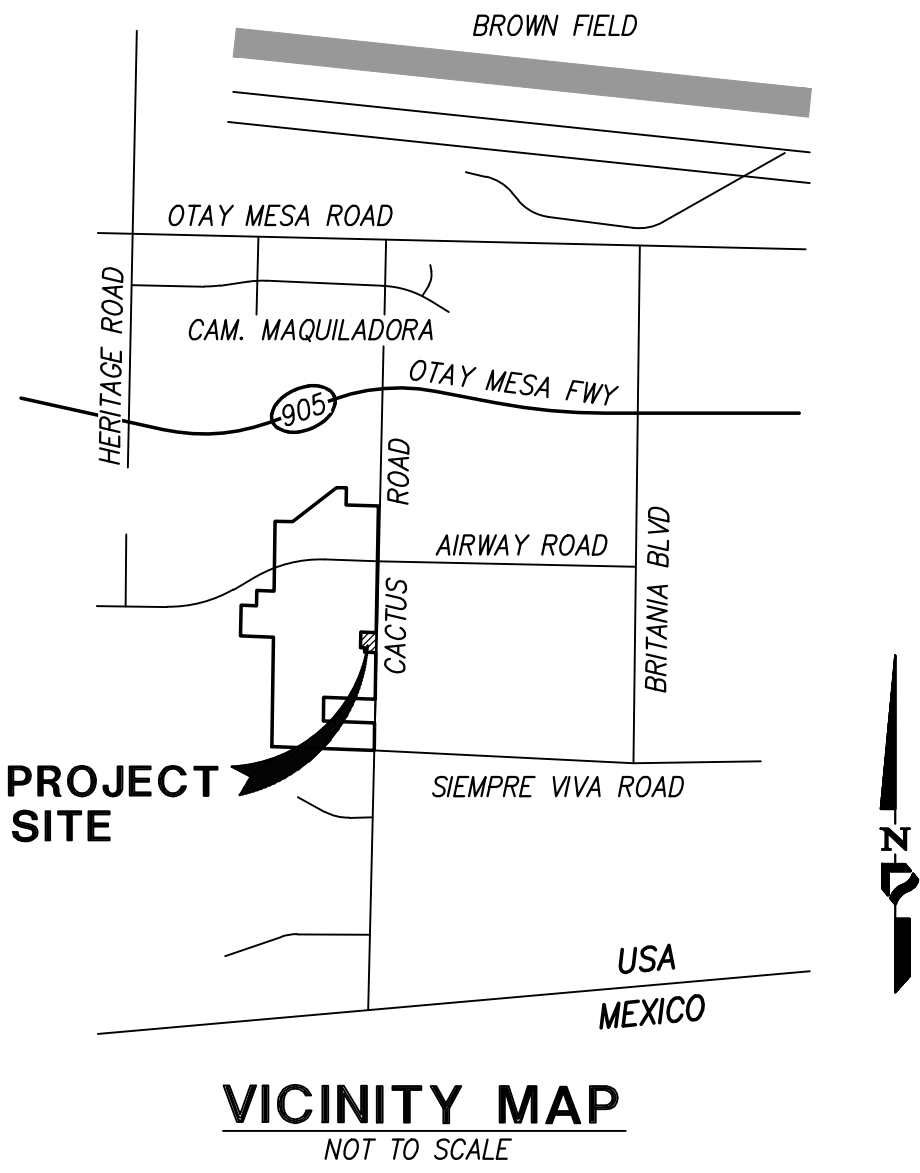 BROWN FIELD
OTAY MESA ROAD
HERITAGE ROAD
CAM. MAQUILADORA
OTAY MESA FWY
905
ROAD
AIRWAY ROAD
BRITANIA BLVD
CACTUS
PROJECT
SITE
SIEMPRE VIVA ROAD
N
USA
MEXICO
VICINITY MAP
NOT TO SCALE